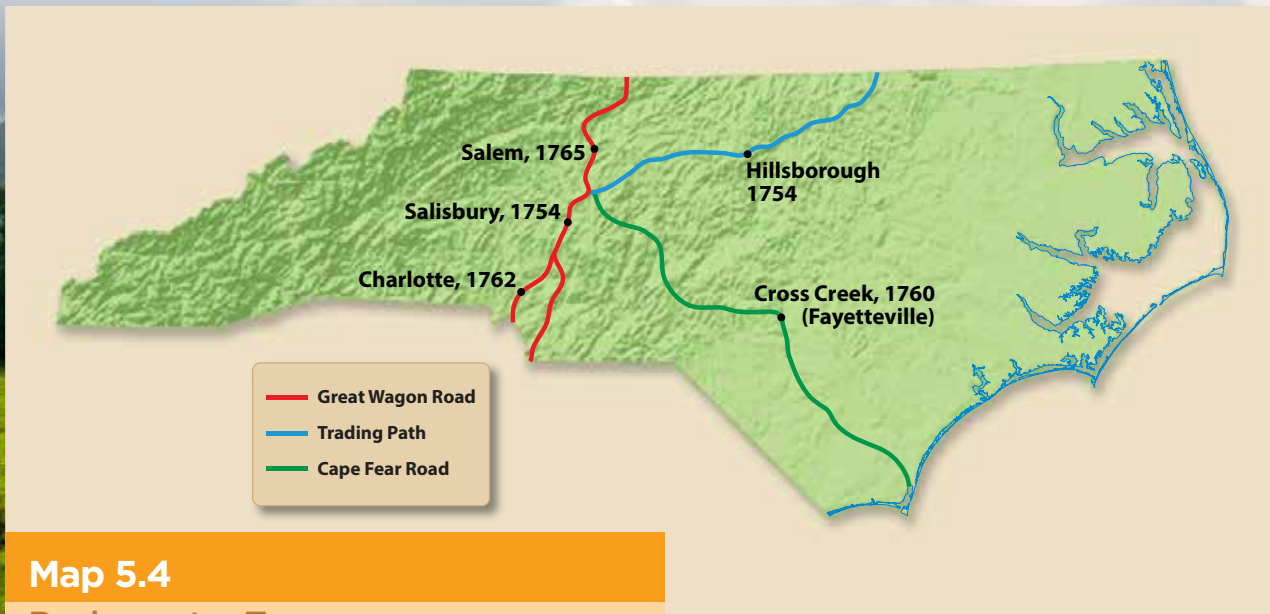 Salem, 1765
Hillsborough
1754
Salisbury, 1754
Charlotte, 1762
Cross Creek, 1760
(Fayetteville)
Great Wagon Road
Trading Path
Cape Fear Road
Map 5.4